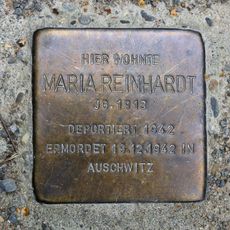 HIER WOHNTE
MARIA REINHARDT
JG. 1913
DEPORTIERT 1942
ERMORDET 19.12.1942 IN
AUSCHWITZ